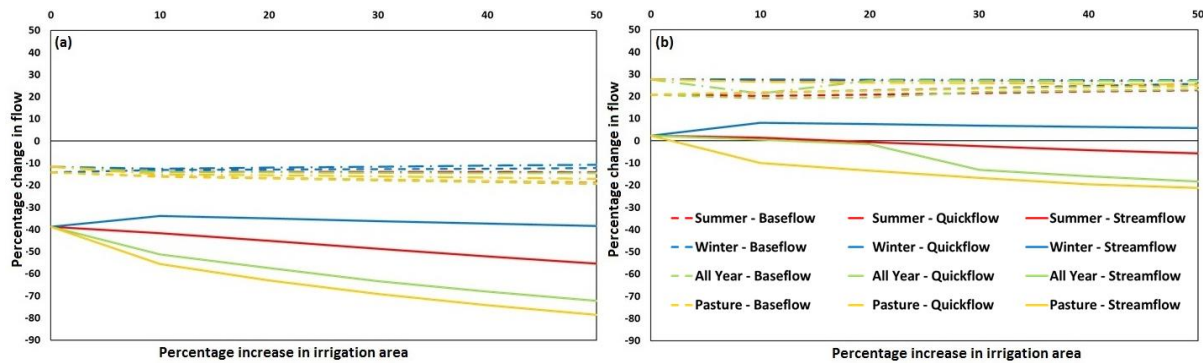 0 10 20 30 40 50
50
40
30
20
10
0
-10
-20
-30
-40
-50
-60
-70
-80
-90
(a)
Percentage change in flow
Percentage increase in irrigation area
0 10 20 30 40 50
50
40
30
20
10
0
-10
-20
-30
-40
-50
-60
-70
-80
-90
(b)
Percentage change in flow
Summer - Baseflow Summer - Quickflow Summer - Streamflow
Winter - Baseflow Winter - Quickflow Winter - Streamflow
All Year - Baseflow All Year - Quickflow All Year - Streamflow
Pasture - Baseflow Pasture - Quickflow Pasture - Streamflow
Percentage increase in irrigation area